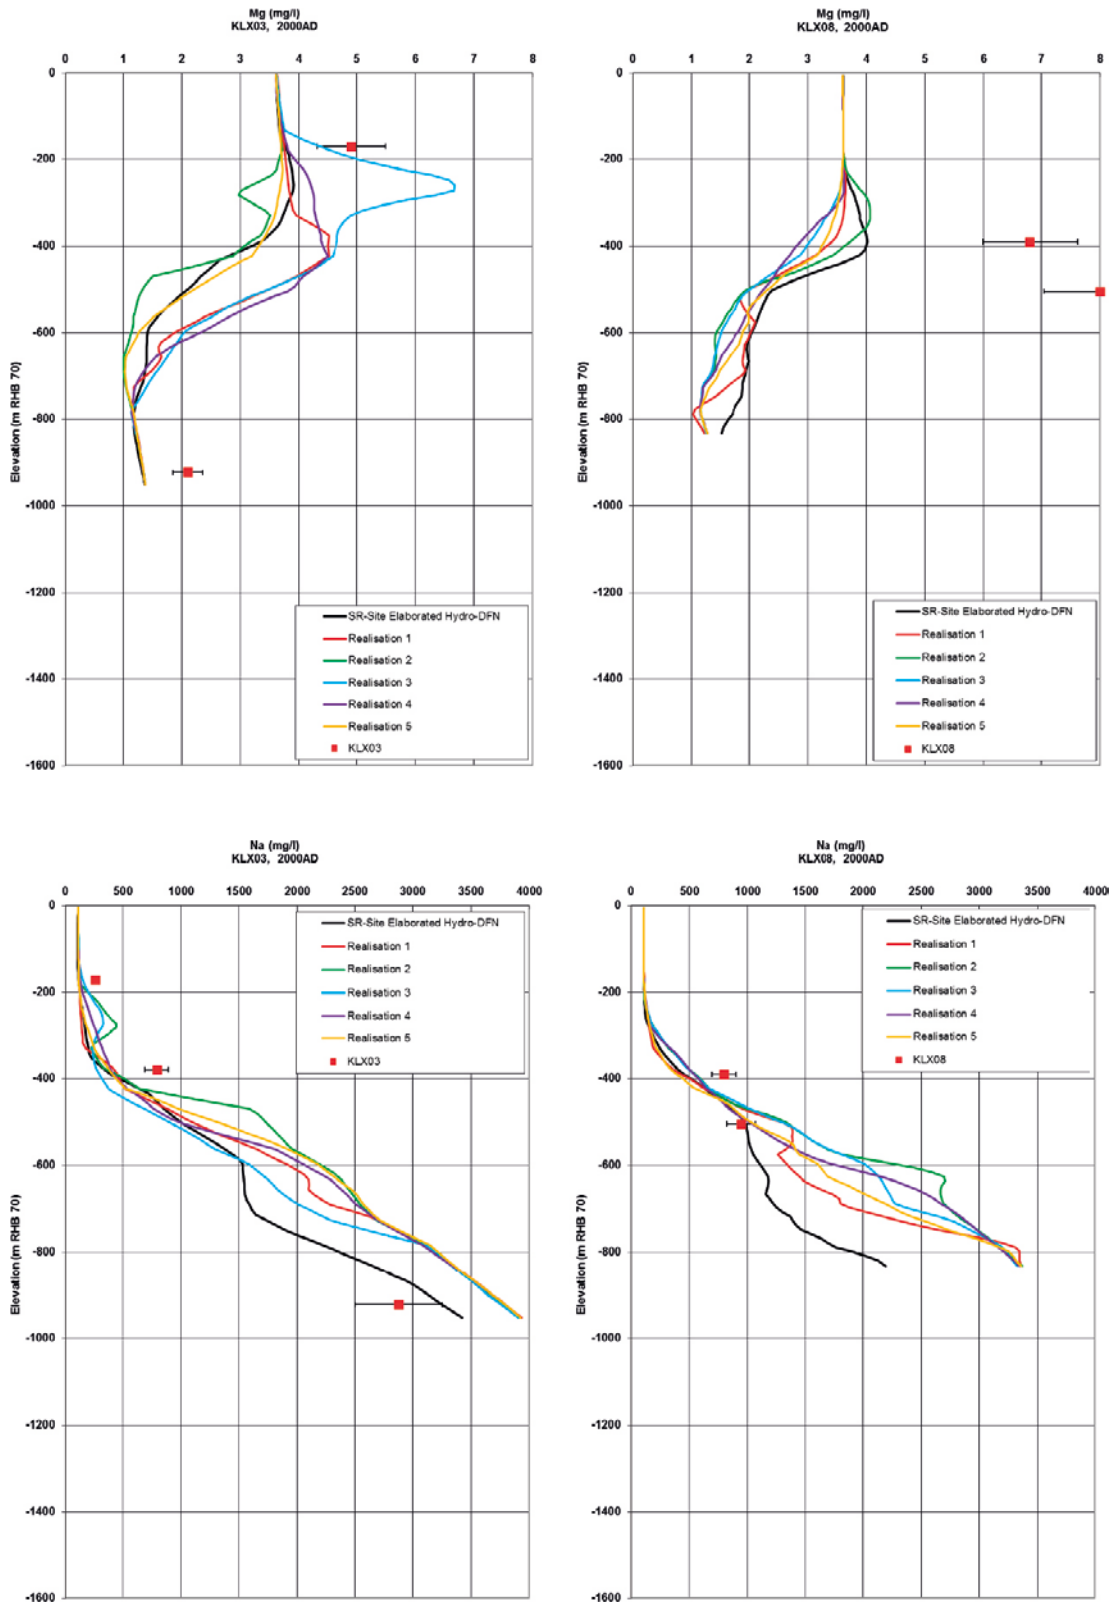 Mg (mg/l)
KLX03, 2000AD
0 1 2 3 4 5 6 7 8
0
-200
-400
-600
-800
-1000
-1200
-1400
-1600
Elevation (m RHB 70)
SR-Site Elaborated Hydro-DFN
Realisation 1
Realisation 2
Realisation 3
Realisation 4
Realisation 5
KLX03
Mg (mg/l)
KLX08, 2000AD
0 1 2 3 4 5 6 7 8
0
-200
-400
-600
-800
-1000
-1200
-1400
-1600
Elevation (m RHB 70)
SR-Site Elaborated Hydro-DFN
Realisation 1
Realisation 2
Realisation 3
Realisation 4
Realisation 5
KLX08
Na (mg/l)
KLX03, 2000AD
0 500 1000 1500 2000 2500 3000 3500 4000
0
-200
-400
-600
-800
-1000
-1200
-1400
-1600
Elevation (m RHB 70)
SR-Site Elaborated Hydro-DFN
Realisation 1
Realisation 2
Realisation 3
Realisation 4
Realisation 5
KLX03
Na (mg/l)
KLX08, 2000AD
0 500 1000 1500 2000 2500 3000 3500 4000
0
-200
-400
-600
-800
-1000
-1200
-1400
-1600
Elevation (m RHB 70)
SR-Site Elaborated Hydro-DFN
Realisation 1
Realisation 2
Realisation 3
Realisation 4
Realisation 5
KLX08